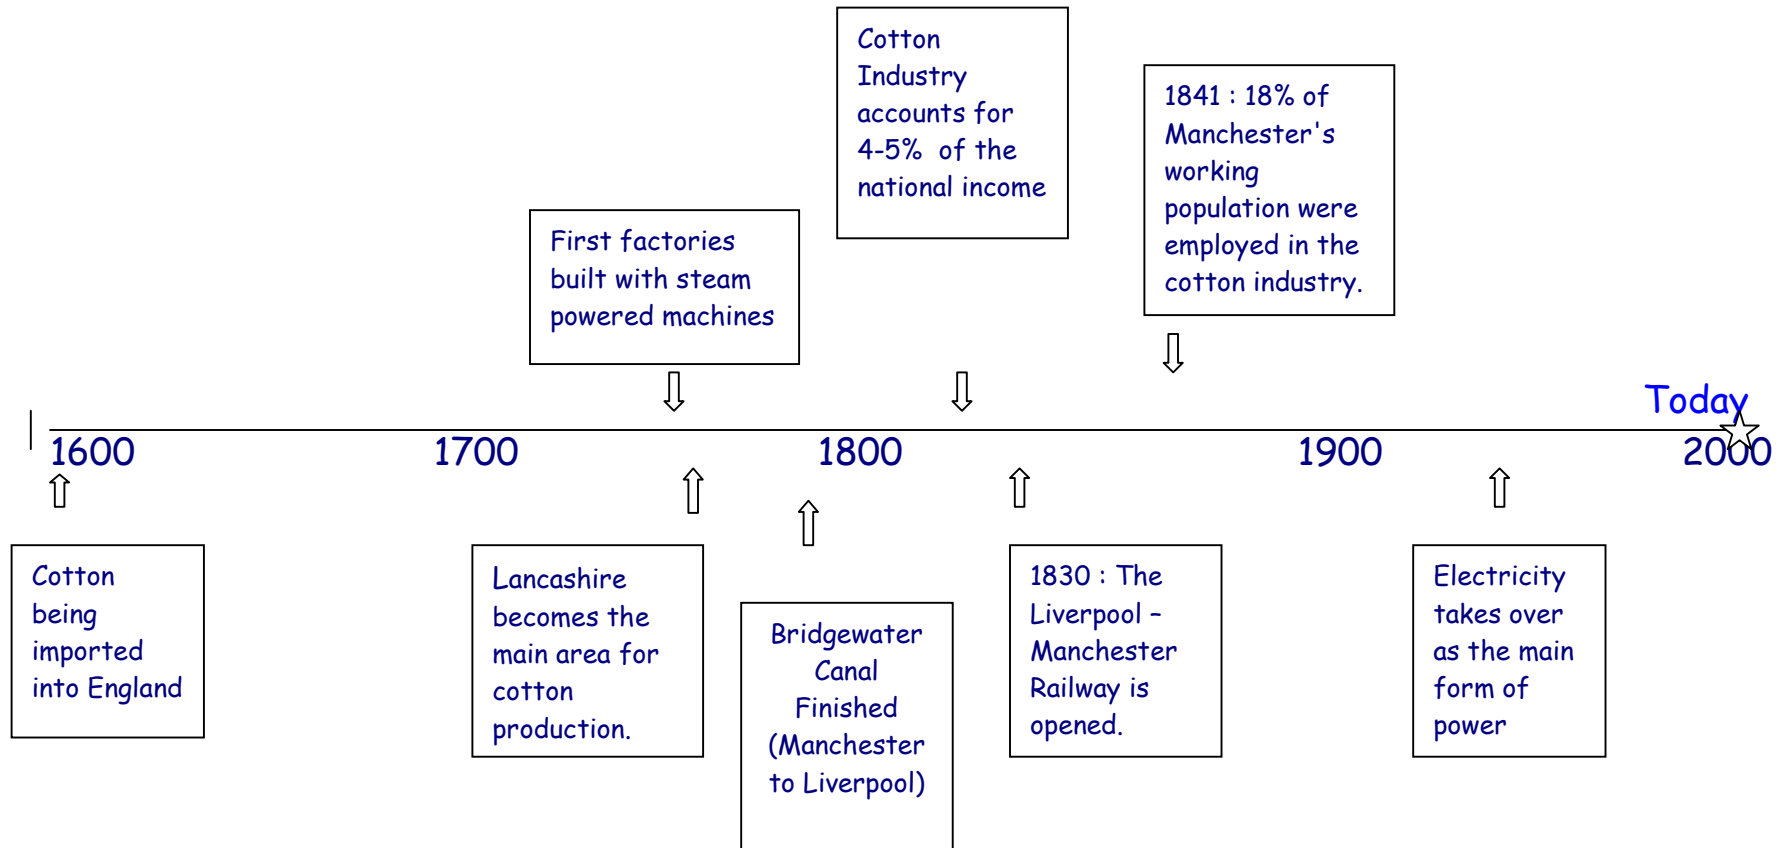 Cotton
Industry
accounts for
4-5% of the
national income
1841 : 18% of
Manchester's
working
population were
employed in the
cotton industry.
First factories
built with steam
powered machines
Today
1600
1700
1800
1900
2000
Cotton
being
imported
into England
Lancashire
becomes the
main area for
cotton
production.
Bridgewater
Canal
Finished
(Manchester
to Liverpool)
1830 : The
Liverpool –
Manchester
Railway is
opened.
Electricity
takes over
as the main
form of
power